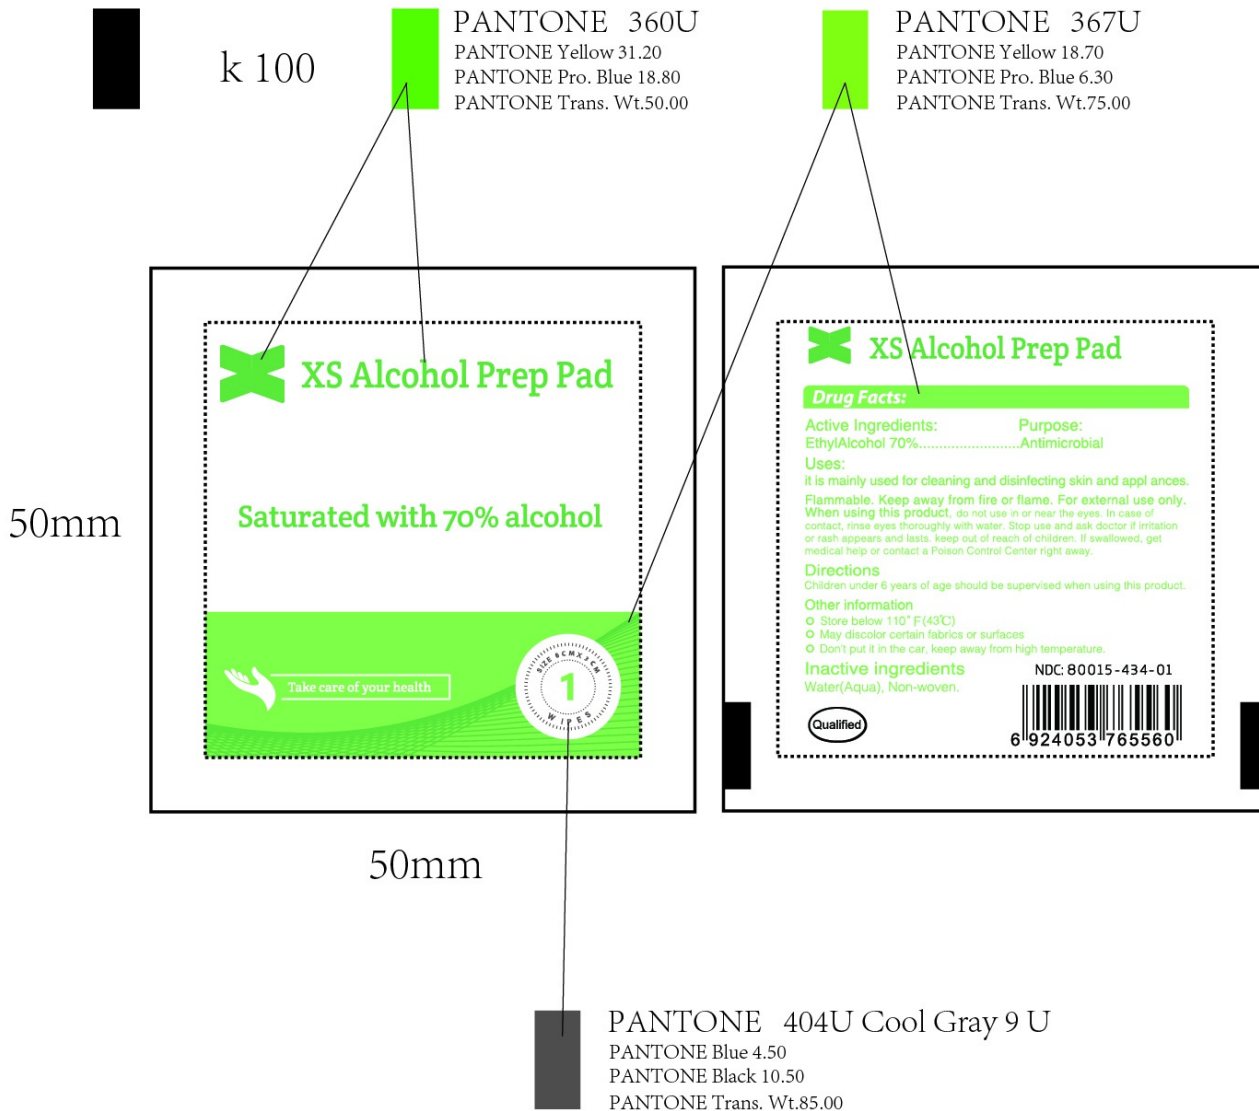 k 100
PANTONE 360U
PANTONE Yellow 31.20
PANTONE Pro. Blue 18.80
PANTONE Trans. Wt.50.00
PANTONE 367U
PANTONE Yellow 18.70
PANTONE Pro. Blue 6.30
PANTONE Trans. Wt.75.00
50mm
XS Alcohol Prep Pad
Saturated with 70% alcohol
Take care of your health
SIZE 6CMX3CM
1
WIPES
50mm
XS Alcohol Prep Pad
Drug Facts:
Active Ingredients: Purpose:
EthylAlcohol 70%.........................Antimicrobial
Uses:
it is mainly used for cleaning and disinfecting skin and appl ances.
Flammable. Keep away from fire or flame. For external use only.
When using this product, do not use in or near the eyes. In case of
contact, rinse eyes thoroughly with water. Stop use and ask doctor if irritation
or rash appears and lasts. keep out of reach of children. If swallowed, get
medical help or contact a Poison Control Center right away.
Directions
Children under 6 years of age should be supervised when using this product.
Other information
Store below 110°F(43℃)
May discolor certain fabrics or surfaces
Don't put it in the car, keep away from high temperature.
Inactive ingredients
Water(Aqua), Non-woven.
NDC: 80015-434-01
Qualified
6 924053 765560
PANTONE 404U Cool Gray 9 U
PANTONE Blue 4.50
PANTONE Black 10.50
PANTONE Trans. Wt.85.00